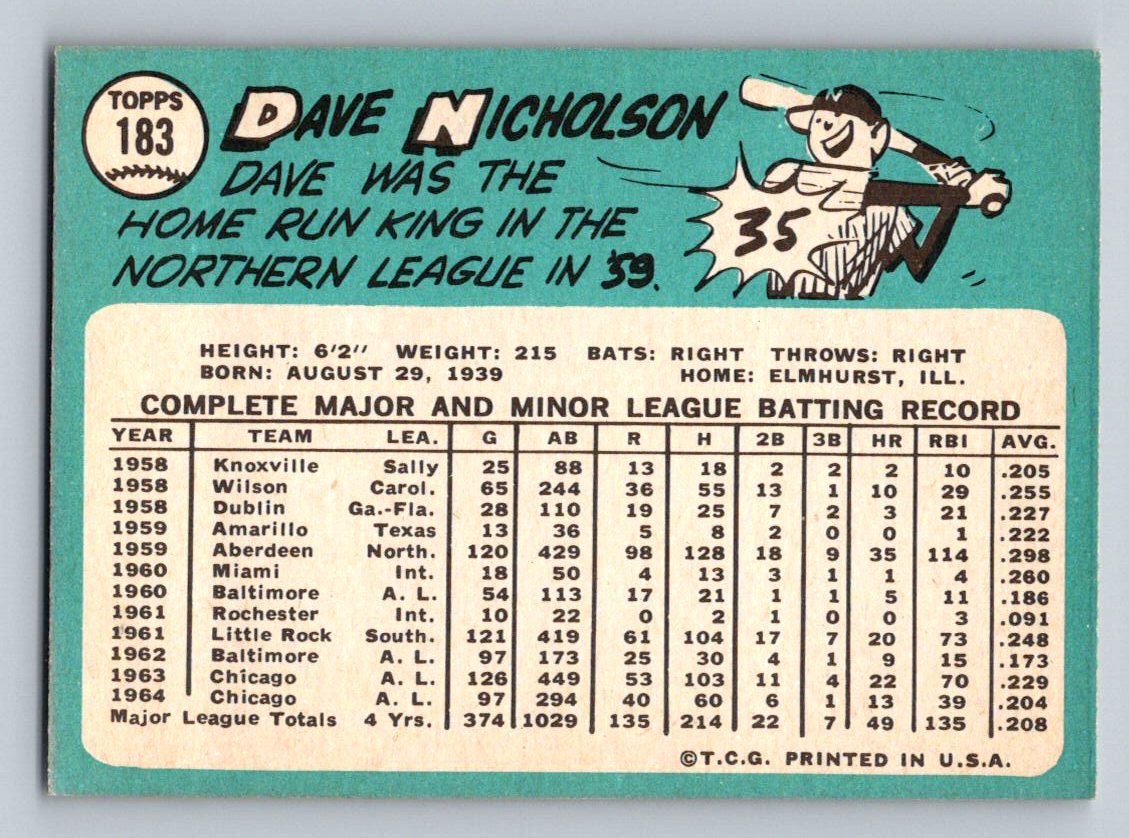 TOPPS
183
DAVE NICHOLSON
DAVE WAS THE
HOME RUN KING IN THE
NORTHERN LEAGUE IN '59.
35
HEIGHT: 6'2" WEIGHT: 215 BATS: RIGHT THROWS: RIGHT
BORN: AUGUST 29, 1939 HOME: ELMHURST, ILL.
COMPLETE MAJOR AND MINOR LEAGUE BATTING RECORD
YEAR TEAM LEA. G AB R H 2B 3B HR RBI AVG.
1958 Knoxville Sally 25 88 13 18 2 2 2 10 .205
1958 Wilson Carol. 65 244 36 55 13 1 10 29 .255
1958 Dublin Ga.-Fla. 28 110 19 25 7 2 3 21 .227
1959 Amarillo Texas 13 36 5 8 2 0 0 1 .222
1959 Aberdeen North. 120 429 98 128 18 9 35 114 .298
1960 Miami Int. 18 50 4 13 3 1 1 4 .260
1960 Baltimore A. L. 54 113 17 21 1 1 5 11 .186
1961 Rochester Int. 10 22 0 2 1 0 0 3 .091
1961 Little Rock South. 121 419 61 104 17 7 20 73 .248
1962 Baltimore A. L. 97 173 25 30 4 1 9 15 .173
1963 Chicago A. L. 126 449 53 103 11 4 22 70 .229
1964 Chicago A. L. 97 294 40 60 6 1 13 39 .204
Major League Totals 4 Yrs. 374 1029 135 214 22 7 49 135 .208
©T.C.G. PRINTED IN U.S.A.